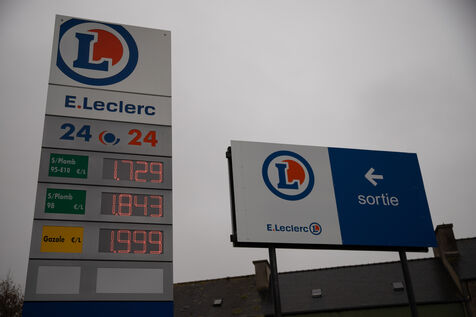 L
E.Leclerc
24 24
S/Plomb
95-E10 €/L
1.729
S/Plomb
98 €/L
1.843
Gazole €/L
1.999
L
← sortie
E.Leclerc L